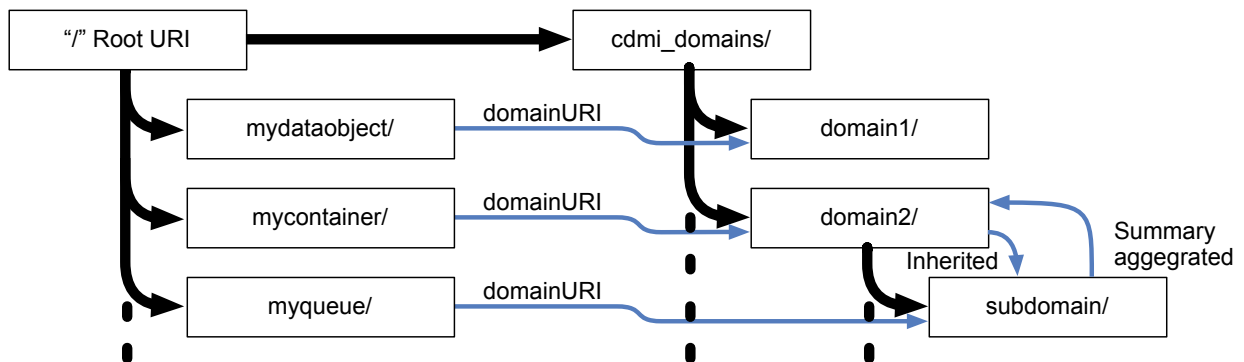 “/” Root URI
cdmi_domains/
mydataobject/
domainURI
domain1/
mycontainer/
domainURI
domain2/
Inherited
Summary
aggegrated
myqueue/
domainURI
subdomain/